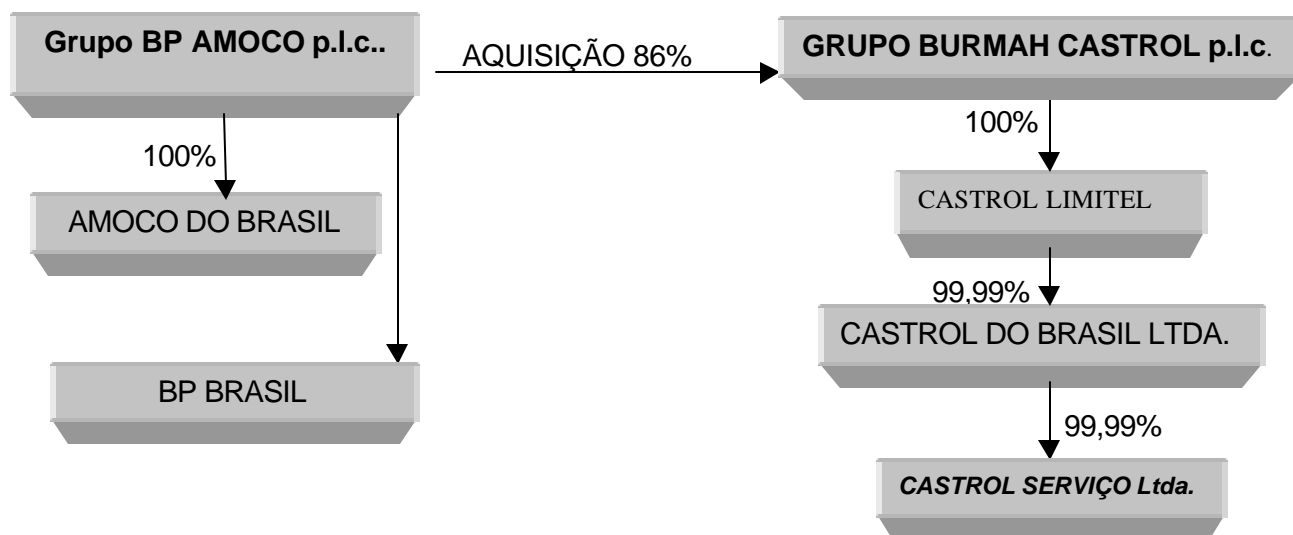 Grupo BP AMOCO p.l.c..
AQUISIÇÃO 86%
GRUPO BURMAH CASTROL p.l.c.
100%
AMOCO DO BRASIL
BP BRASIL
100%
CASTROL LIMITEL
99,99%
CASTROL DO BRASIL LTDA.
99,99%
CASTROL SERVIÇO Ltda.